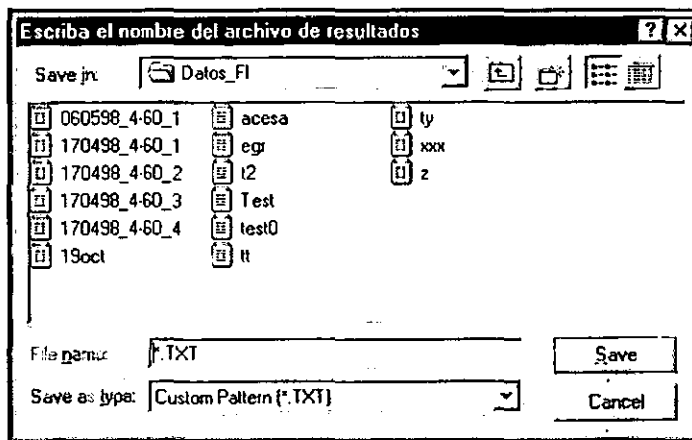 Escriba el nombre del archivo de resultados
Save in: Datos_FI
060598_4-60_1 acesa ty
170498_4-60_1 egr xxx
170498_4-60_2 t2 z
170498_4-60_3 Test
170498_4-60_4 test0
19oct tt
File name: *.TXT Save
Save as type: Custom Pattern (*.TXT) Cancel